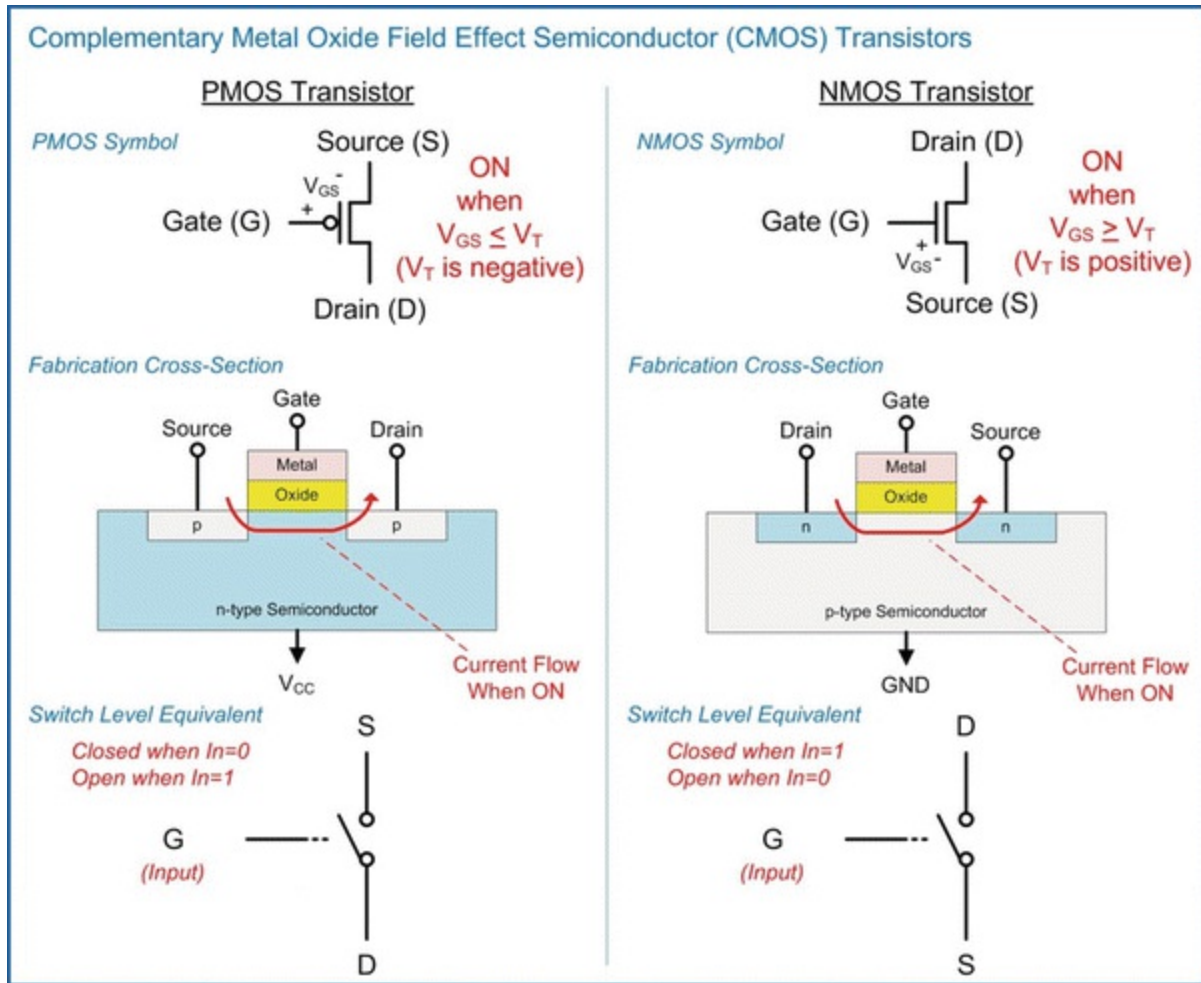 Complementary Metal Oxide Field Effect Semiconductor (CMOS) Transistors
PMOS Transistor
PMOS Symbol
Source (S)
VGS
-
+
Gate (G)
Drain (D)
ON
when
VGS ≤ VT
(VT is negative)
Fabrication Cross-Section
Gate
Source
Drain
Metal
Oxide
p
p
n-type Semiconductor
VCC
Current Flow
When ON
Switch Level Equivalent
Closed when In=0
Open when In=1
S
G
(Input)
D
NMOS Transistor
NMOS Symbol
Drain (D)
Gate (G)
+
VGS-
Source (S)
ON
when
VGS ≥ VT
(VT is positive)
Fabrication Cross-Section
Gate
Drain
Source
Metal
Oxide
n
n
p-type Semiconductor
GND
Current Flow
When ON
Switch Level Equivalent
Closed when In=1
Open when In=0
D
G
(Input)
S